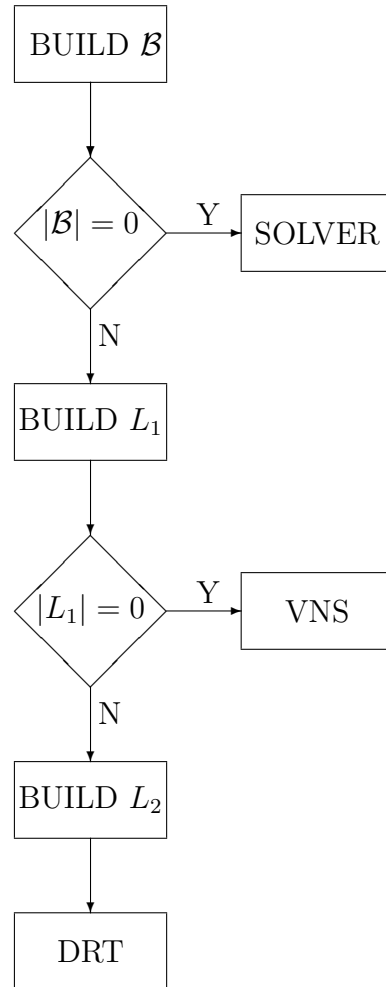 BUILD ℬ
|ℬ| = 0
Y
SOLVER
N
BUILD L₁
|L₁| = 0
Y
VNS
N
BUILD L₂
DRT